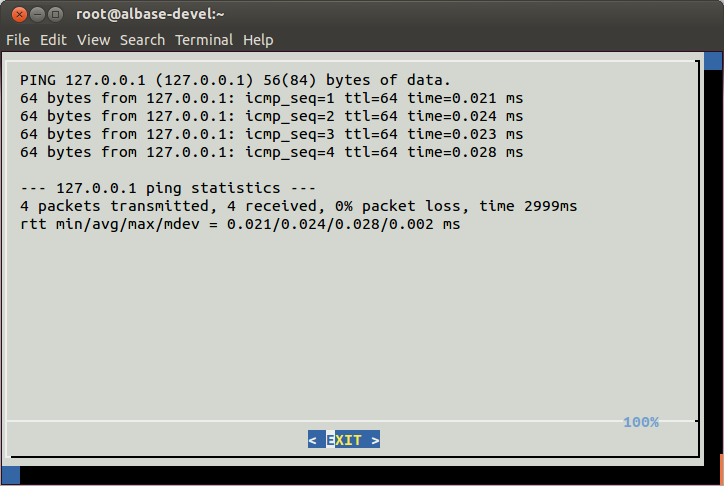 root@albase-devel:~
File Edit View Search Terminal Help
PING 127.0.0.1 (127.0.0.1) 56(84) bytes of data.
64 bytes from 127.0.0.1: icmp_seq=1 ttl=64 time=0.021 ms
64 bytes from 127.0.0.1: icmp_seq=2 ttl=64 time=0.024 ms
64 bytes from 127.0.0.1: icmp_seq=3 ttl=64 time=0.023 ms
64 bytes from 127.0.0.1: icmp_seq=4 ttl=64 time=0.028 ms
--- 127.0.0.1 ping statistics ---
4 packets transmitted, 4 received, 0% packet loss, time 2999ms
rtt min/avg/max/mdev = 0.021/0.024/0.028/0.002 ms
100%
< EXIT >